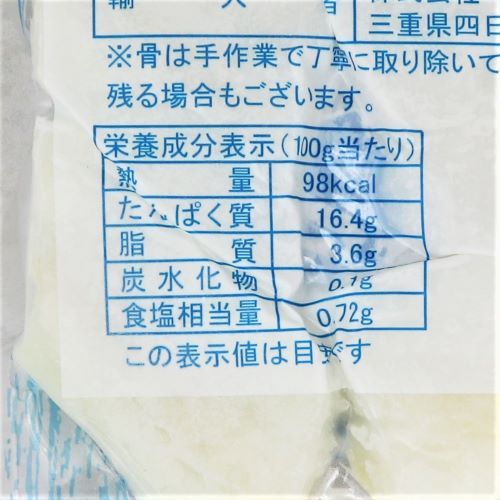 輸 入 者
三重県四日
※骨は手作業で丁寧に取り除いて
残る場合もございます。
栄養成分表示(100g当たり)
熱 量 98kcal
たんぱく質 16.4g
脂 質 3.6g
炭水化物 0.1g
食塩相当量 0.72g
この表示値は目安です